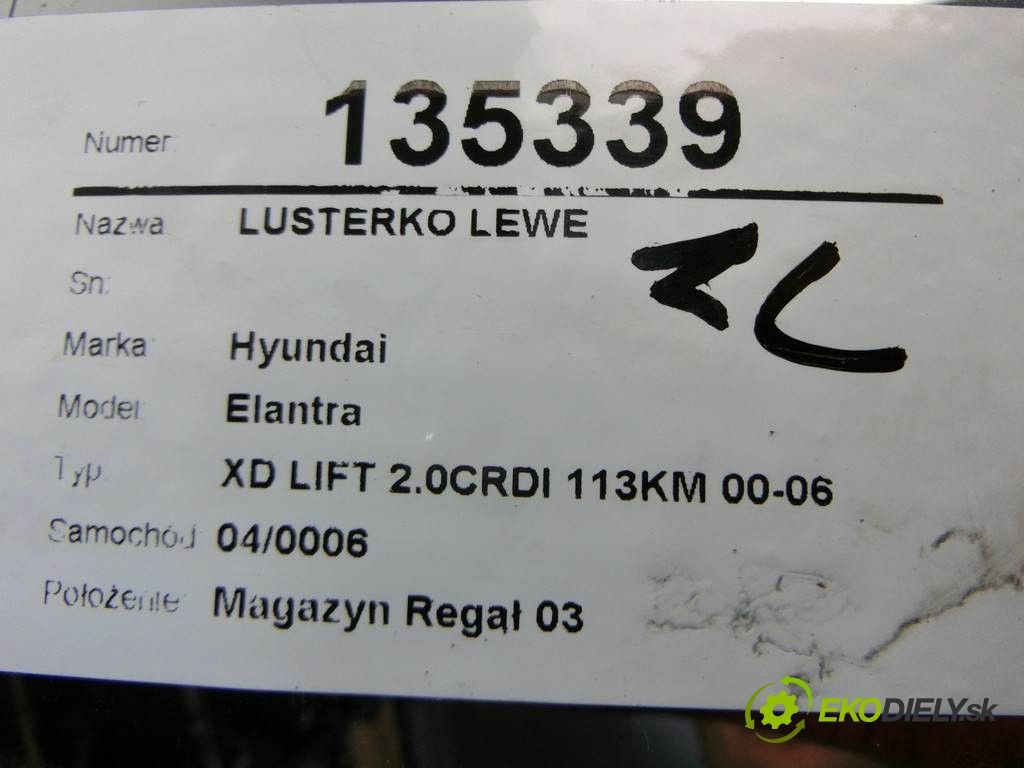 Numer: 135339
Nazwa LUSTERKO LEWE
Sn:
Marka Hyundai
Model Elantra
Typ XD LIFT 2.0CRDI 113KM 00-06
Samochód 04/0006
Położenie Magazyn Regał 03
EKODIELY.sk